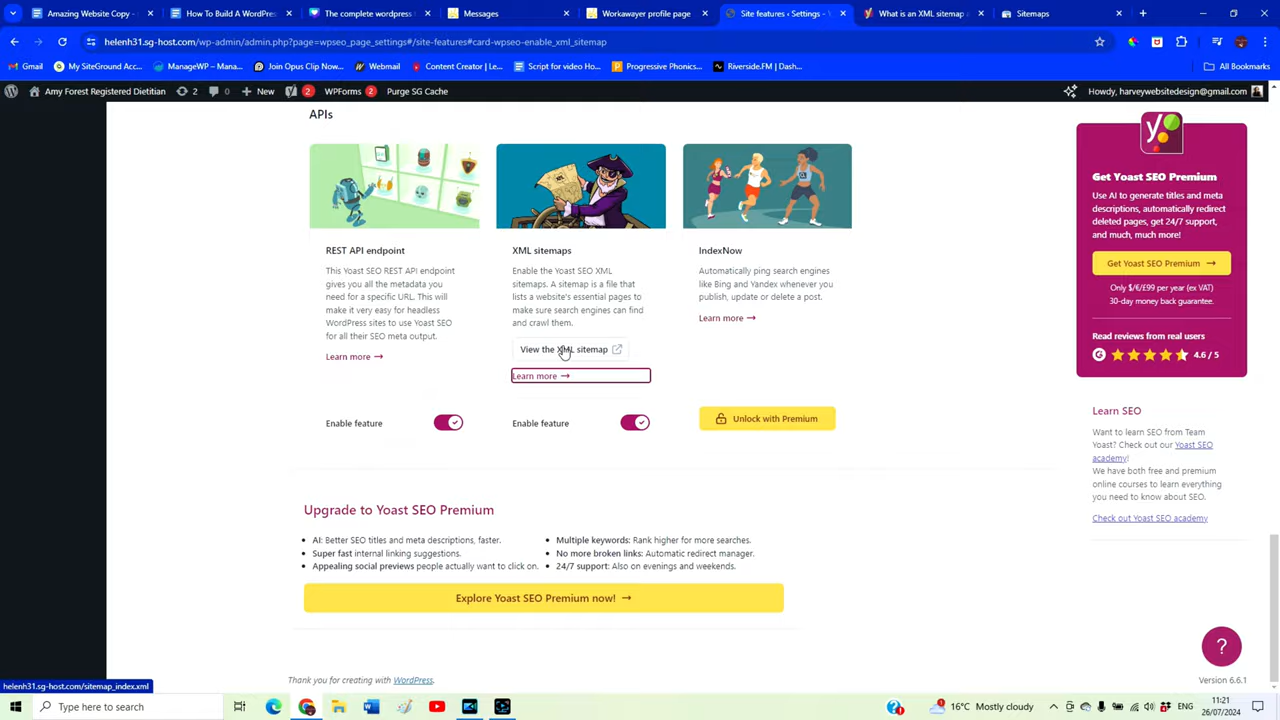 Amazing Website Copy -
How To Build A WordPres
The complete wordpress
Messages
Workawayer profile page
Site features ‹ Settings -
What is an XML sitemap
Sitemaps
helenh31.sg-host.com/wp-admin/admin.php?page=wpseo_page_settings#/site-features#card-wpseo-enable_xml_sitemap
Gmail
My SiteGround Acc...
ManageWP – Mana...
Join Opus Clip Now...
Webmail
Content Creator | Le...
Script for video Ho...
Progressive Phonics...
Riverside.FM | Dash...
All Bookmarks
Amy Forest Registered Dietitian
2
0
New
2
WPForms 2
Purge SG Cache
Howdy, harveywebsitedesign@gmail.com
APIs
REST API endpoint
This Yoast SEO REST API endpoint
gives you all the metadata you
need for a specific URL. This will
make it very easy for headless
WordPress sites to use Yoast SEO
for all their SEO meta output.
Learn more →
Enable feature
XML sitemaps
Enable the Yoast SEO XML
sitemaps. A sitemap is a file that
lists a website's essential pages to
make sure search engines can find
and crawl them.
View the XML sitemap
Learn more →
Enable feature
IndexNow
Automatically ping search engines
like Bing and Yandex whenever you
publish, update or delete a post.
Learn more →
Unlock with Premium
Get Yoast SEO Premium
Use AI to generate titles and meta
descriptions, automatically redirect
deleted pages, get 24/7 support,
and much, much more!
Get Yoast SEO Premium →
Only $/€/£99 per year (ex VAT)
30-day money back guarantee.
Read reviews from real users
4.6 / 5
Learn SEO
Want to learn SEO from Team
Yoast? Check out our Yoast SEO
academy!
We have both free and premium
online courses to learn everything
you need to know about SEO.
Check out Yoast SEO academy
Upgrade to Yoast SEO Premium
AI: Better SEO titles and meta descriptions, faster.
Super fast internal linking suggestions.
Appealing social previews people actually want to click on.
Multiple keywords: Rank higher for more searches.
No more broken links: Automatic redirect manager.
24/7 support: Also on evenings and weekends.
Explore Yoast SEO Premium now! →
Thank you for creating with WordPress.
Version 6.6.1
helenh31.sg-host.com/sitemap_index.xml
Type here to search
16°C Mostly cloudy
ENG
11:21
26/07/2024